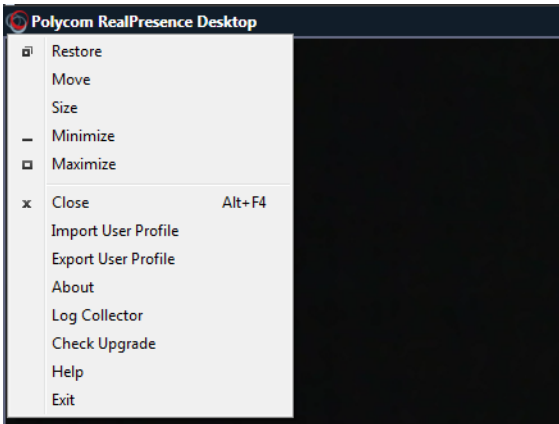 Polycom RealPresence Desktop
Restore
Move
Size
Minimize
Maximize
Close Alt+F4
Import User Profile
Export User Profile
About
Log Collector
Check Upgrade
Help
Exit